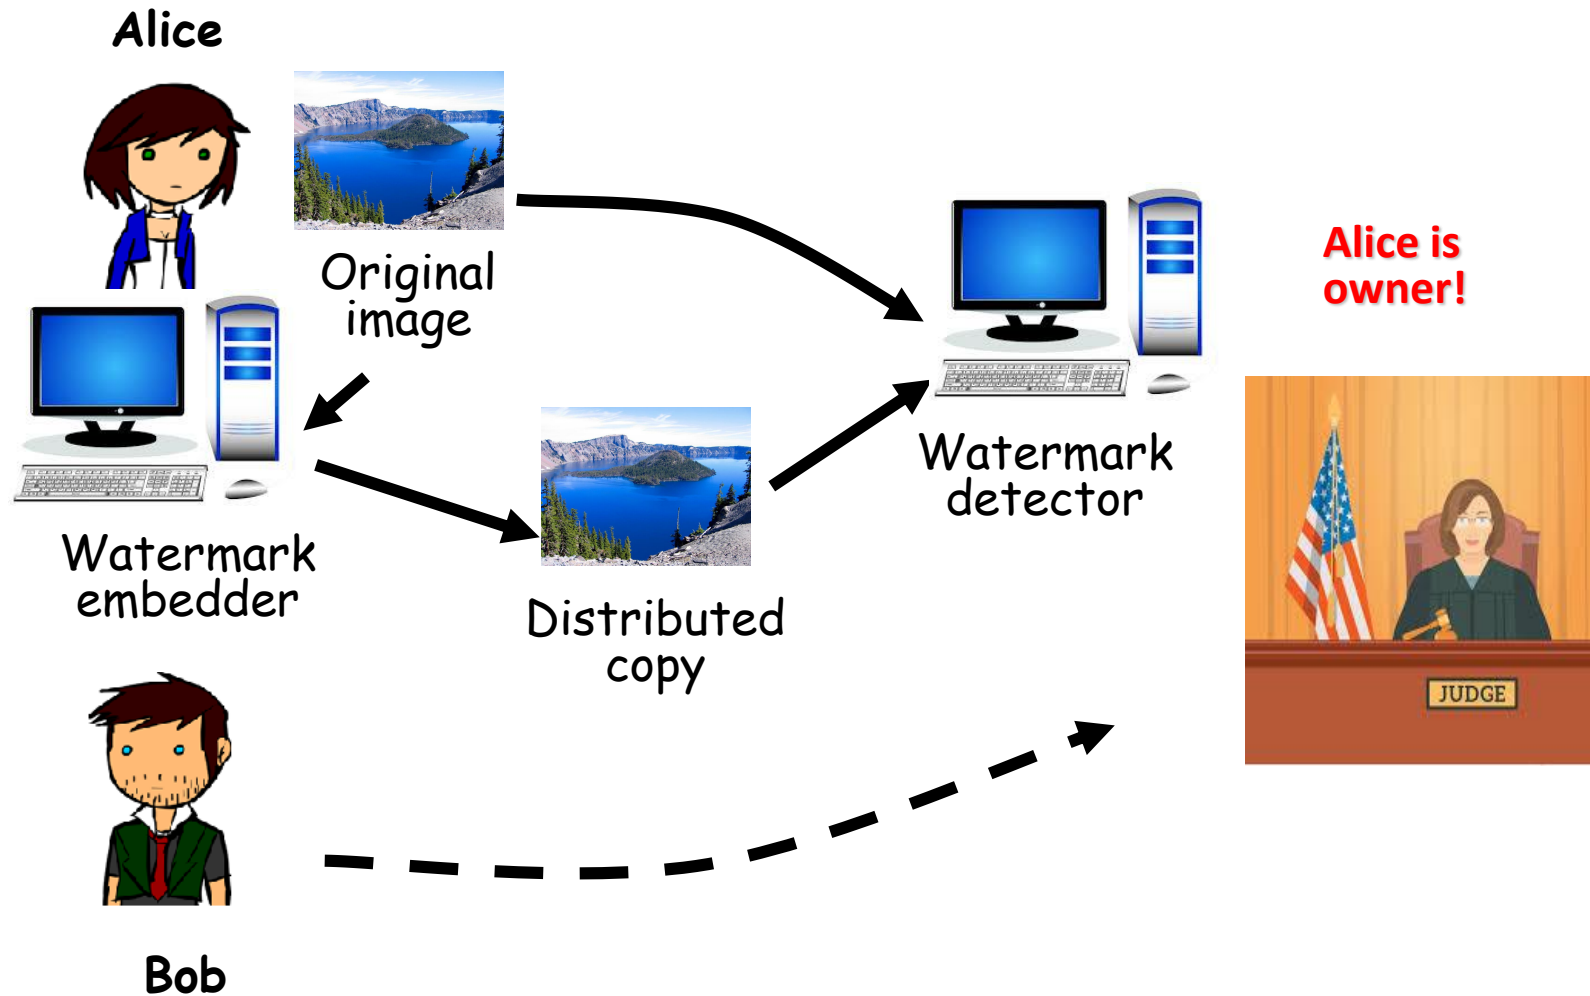 Alice
Original
image
Alice is
owner!
Watermark
detector
Watermark
embedder
Distributed
copy
JUDGE
Bob